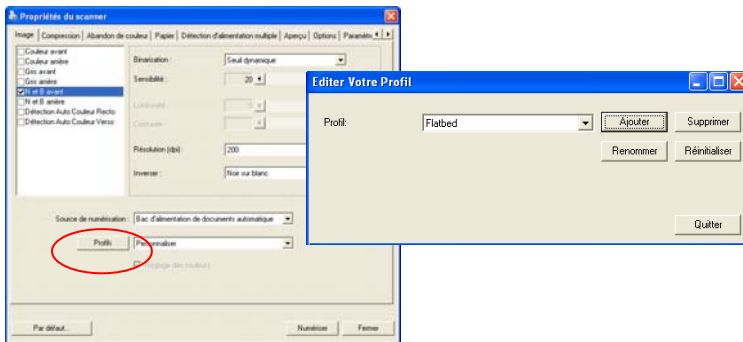 Propriétés du scanner
Image Compression Abandon de couleur Papier Détection d'alimentation multiple Aperçu Options
Couleur avant
Couleur arrière
Gris avant
Gris arrière
N et B avant
N et B arrière
Détection Auto Couleur Recto
Détection Auto Couleur Verso
Binarisation : Seuil dynamique
Sensibilité : 20
Luminosité :
Contraste :
Résolution (dpi) : 200
Inverser : Noir sur blanc
Source de numérisation : Bac d'alimentation de documents automatique
Profils Personnaliser
Réglage des couleurs
Par défaut... Numériser Fermer
Editer Votre Profil
Profil: Flatbed Ajouter Supprimer
Renommer Réinitialiser
Quitter